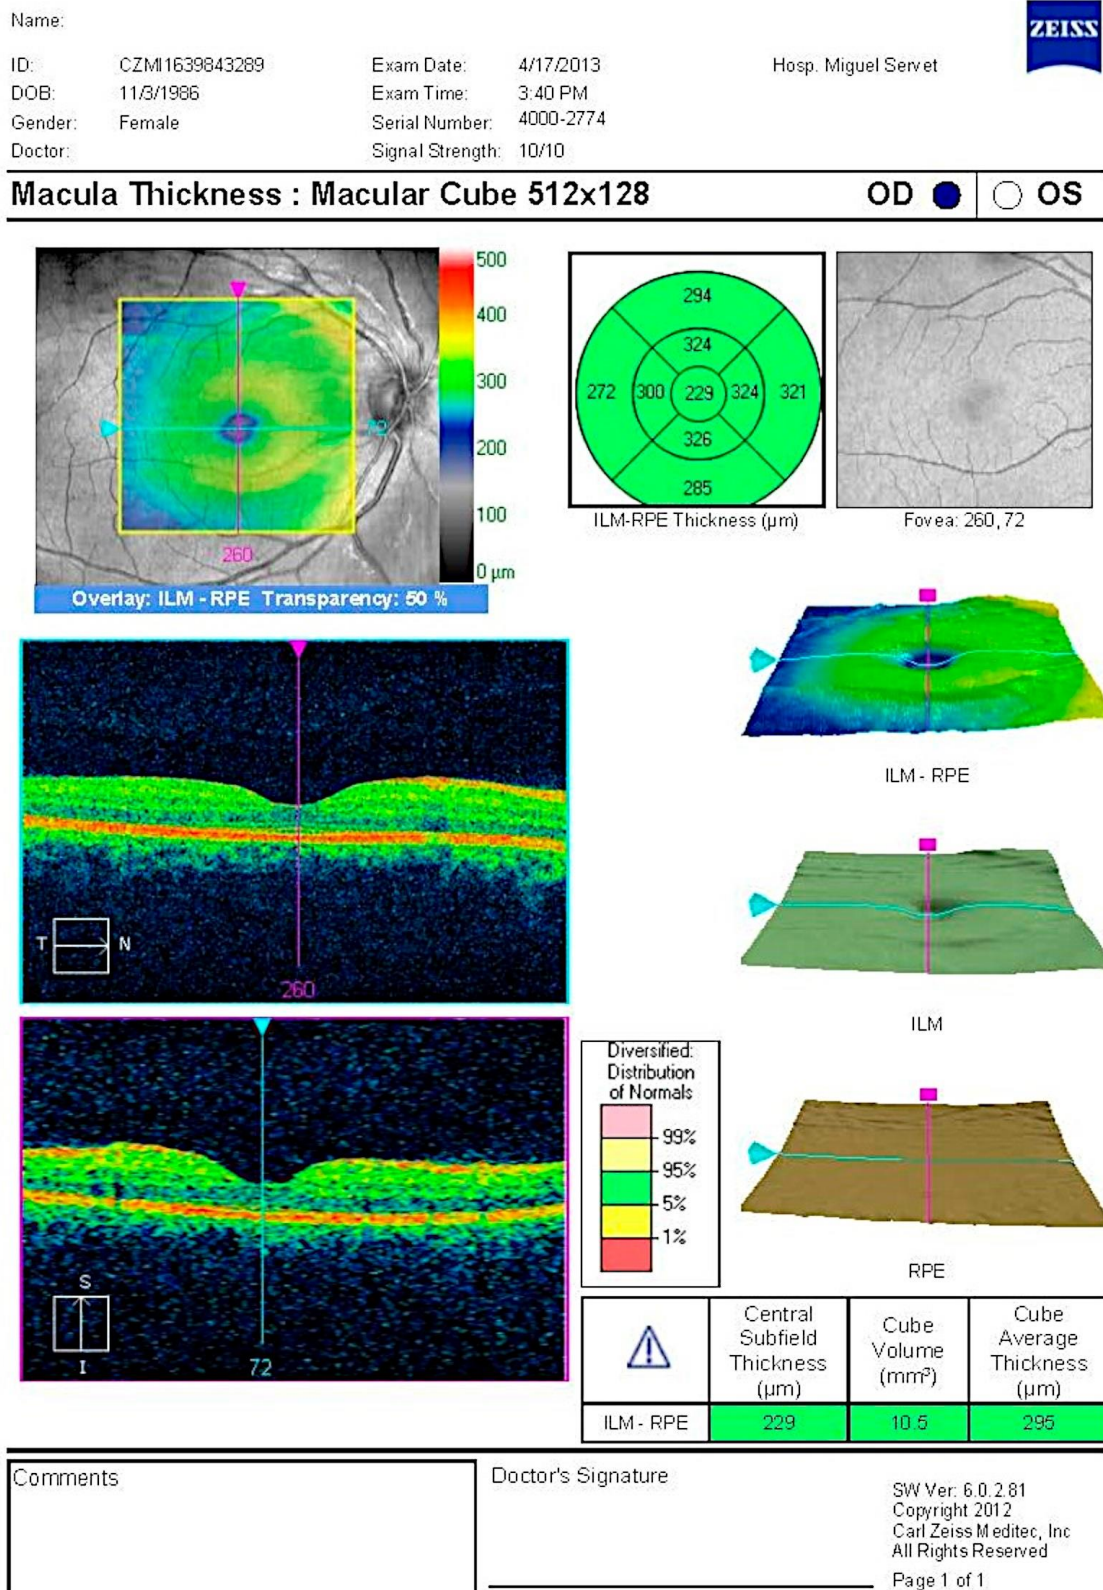 Name:
ZEISS
ID: CZMI1639843289 Exam Date: 4/17/2013 Hosp. Miguel Servet
DOB: 11/3/1986 Exam Time: 3:40 PM
Gender: Female Serial Number: 4000-2774
Doctor: Signal Strength: 10/10
Macula Thickness : Macular Cube 512x128 OD OS
500
400
300
200
100
0 µm
72
260
Overlay: ILM - RPE Transparency: 50 %
294
324
272 300 229 324 321
326
285
ILM-RPE Thickness (µm)
Fovea: 260, 72
ILM - RPE
T N
260
ILM
S
I
72
Diversified:
Distribution
of Normals
99%
95%
5%
1%
RPE
Central
Subfield
Thickness
(µm)
Cube
Volume
(mm³)
Cube
Average
Thickness
(µm)
ILM - RPE 229 10.5 295
Comments
Doctor's Signature
SW Ver: 6.0.2.81
Copyright 2012
Carl Zeiss Meditec, Inc
All Rights Reserved
Page 1 of 1